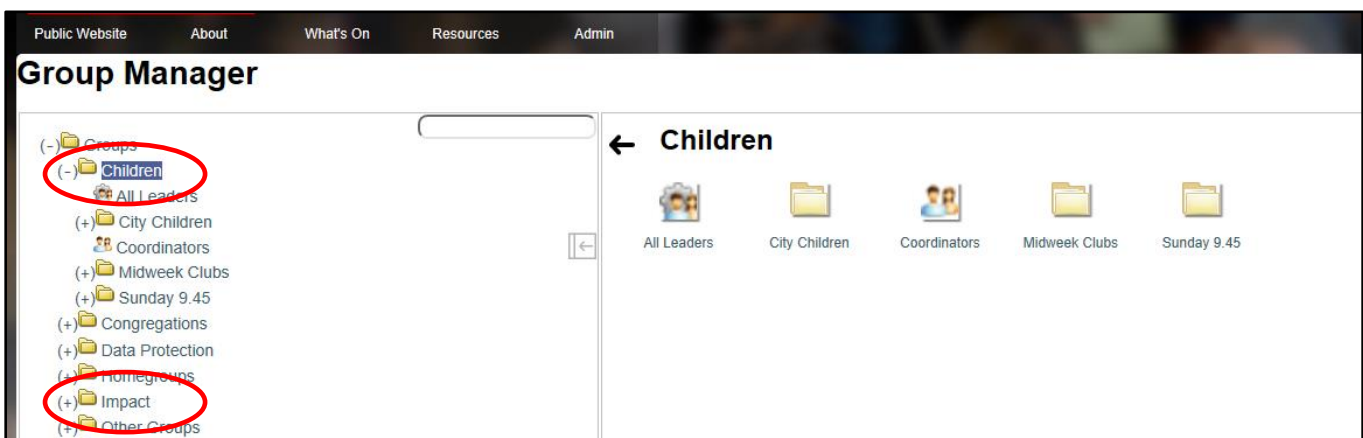 Public Website About What's On Resources Admin
Group Manager
(-) Groups
(-) Children
All Leaders
(+) City Children
Coordinators
(+) Midweek Clubs
(+) Sunday 9.45
(+) Congregations
(+) Data Protection
(+) Homegroups
(+) Impact
(+) Other Groups
← Children
All Leaders City Children Coordinators Midweek Clubs Sunday 9.45